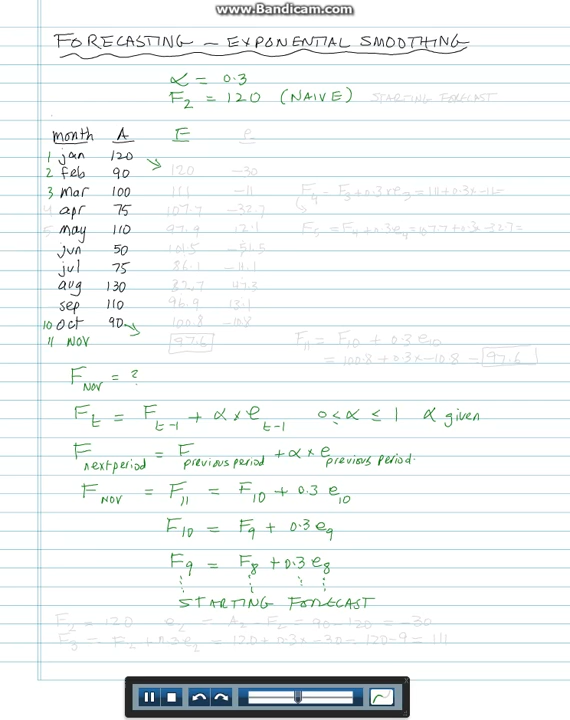 www.Bandicam.com
FORECASTING – EXPONENTIAL SMOOTHING
α = 0.3
F2 = 120 (NAIVE) STARTING FORECAST
month A F e
1 jan 120
2 feb 90 120 -30
3 mar 100 111 -11
4 apr 75 107.7 -32.7
5 may 110 97.9 12.1
jun 50 101.5 -51.5
jul 75 86.1 -11.1
aug 130 82.7 47.3
sep 110 96.9 13.1
10 oct 90 100.8 -10.8
11 NOV 97.6
F4 = F3 + 0.3 x e3 = 111 + 0.3 x -11 =
F5 = F4 + 0.3 x e4 = 107.7 + 0.3 x -32.7 =
F11 = F10 + 0.3 e10
= 100.8 + 0.3 x -10.8 = 97.6
FNOV = ?
Ft = Ft-1 + α x et-1 0 ≤ α ≤ 1 α given
Fnext period = Fprevious period + α x eprevious period.
FNOV = F11 = F10 + 0.3 e10
F10 = F9 + 0.3 e9
F9 = F8 + 0.3 e8
STARTING FORECAST
F2 = 120 e2 = A2 - F2 = 90 - 120 = -30
F3 = F2 + 0.3 e2 = 120 + 0.3 x -30 = 120 - 9 = 111